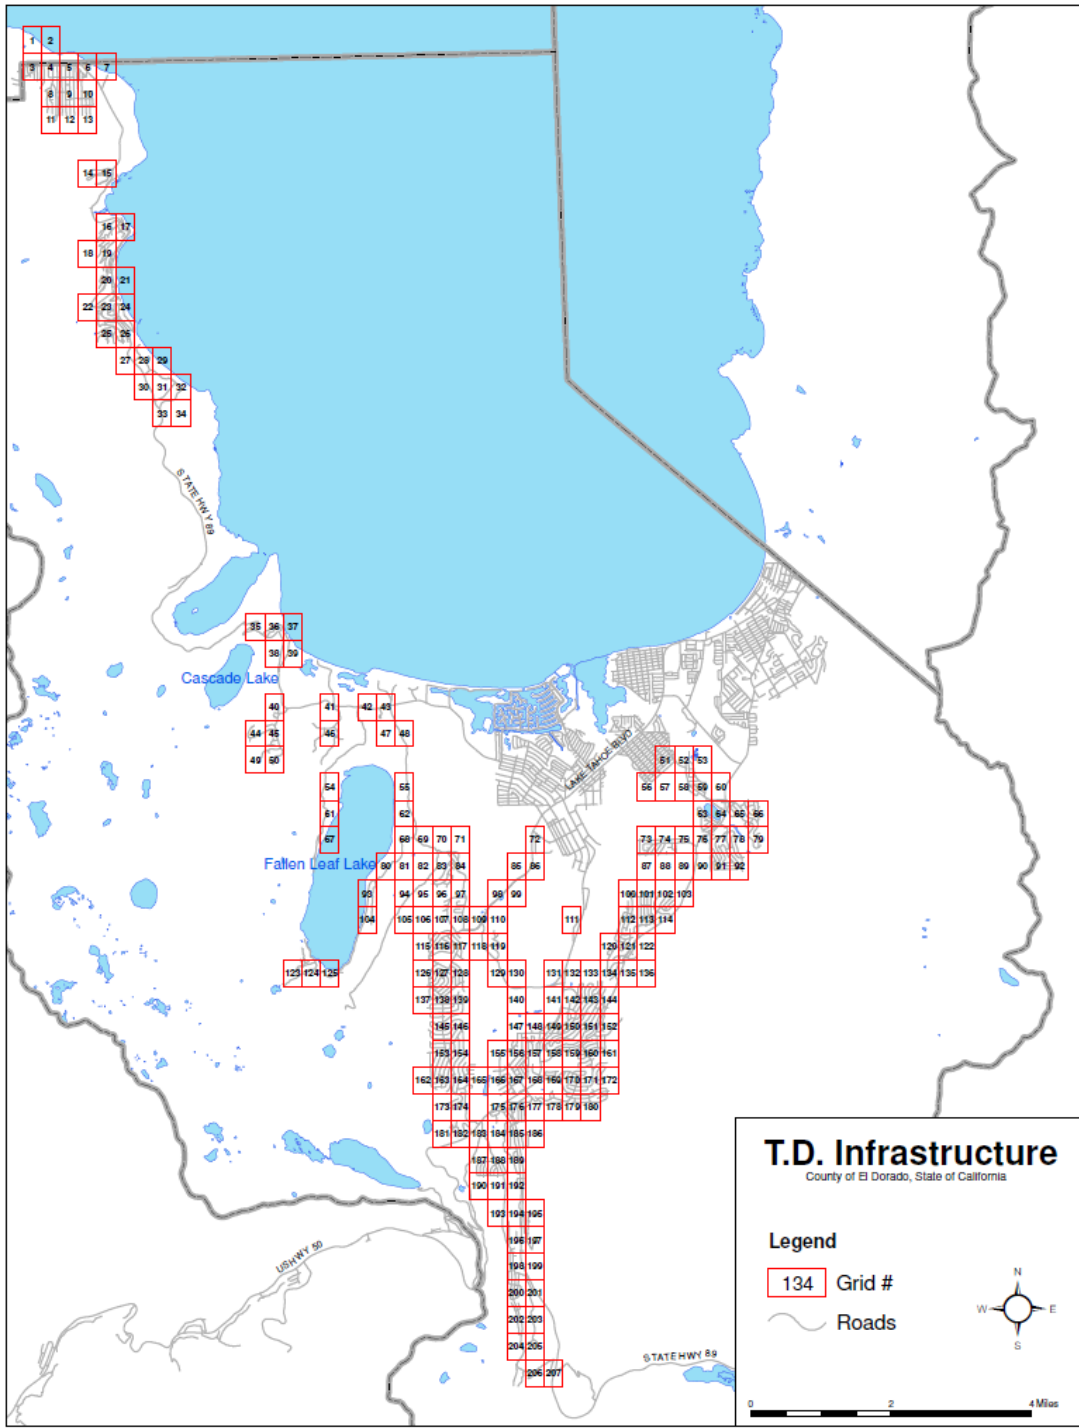 1 2
3 4 5 6 7
8 9 10
11 12 13
14 15
16 17
18 19
20 21
22 23 24
25 26
27 28 29
30 31 32
33 34
STATE HWY 89
35 36 37
38 39
Cascade Lake
40 41 42 43
44 45 46 47 48
LAKE TAHOE BLVD
49 50 51 52 53
54 55 56 57 58 59 60
61 62 63 64 65 66
67 68 69 70 71 72 73 74 75 76 77 78 79
Fallen Leaf Lake
80 81 82 83 84 85 86 87 88 89 90 91 92
93 94 95 96 97 98 99 100 101 102 103
104 105 106 107 108 109 110 111 112 113 114
115 116 117 118 119 120 121 122
123 124 125 126 127 128 129 130 131 132 133 134 135 136
137 138 139 140 141 142 143 144
145 146 147 148 149 150 151 152
153 154 155 156 157 158 159 160 161
162 163 164 165 166 167 168 169 170 171 172
173 174 175 176 177 178 179 180
181 182 183 184 185 186
187 188 189
190 191 192
193 194 195
196 197
198 199
200 201
202 203
204 205
206 207
USHWY 50
STATE HWY 89
T.D. Infrastructure
County of El Dorado, State of California
Legend
134 Grid #
Roads
N
W E
S
0 2 4 Miles